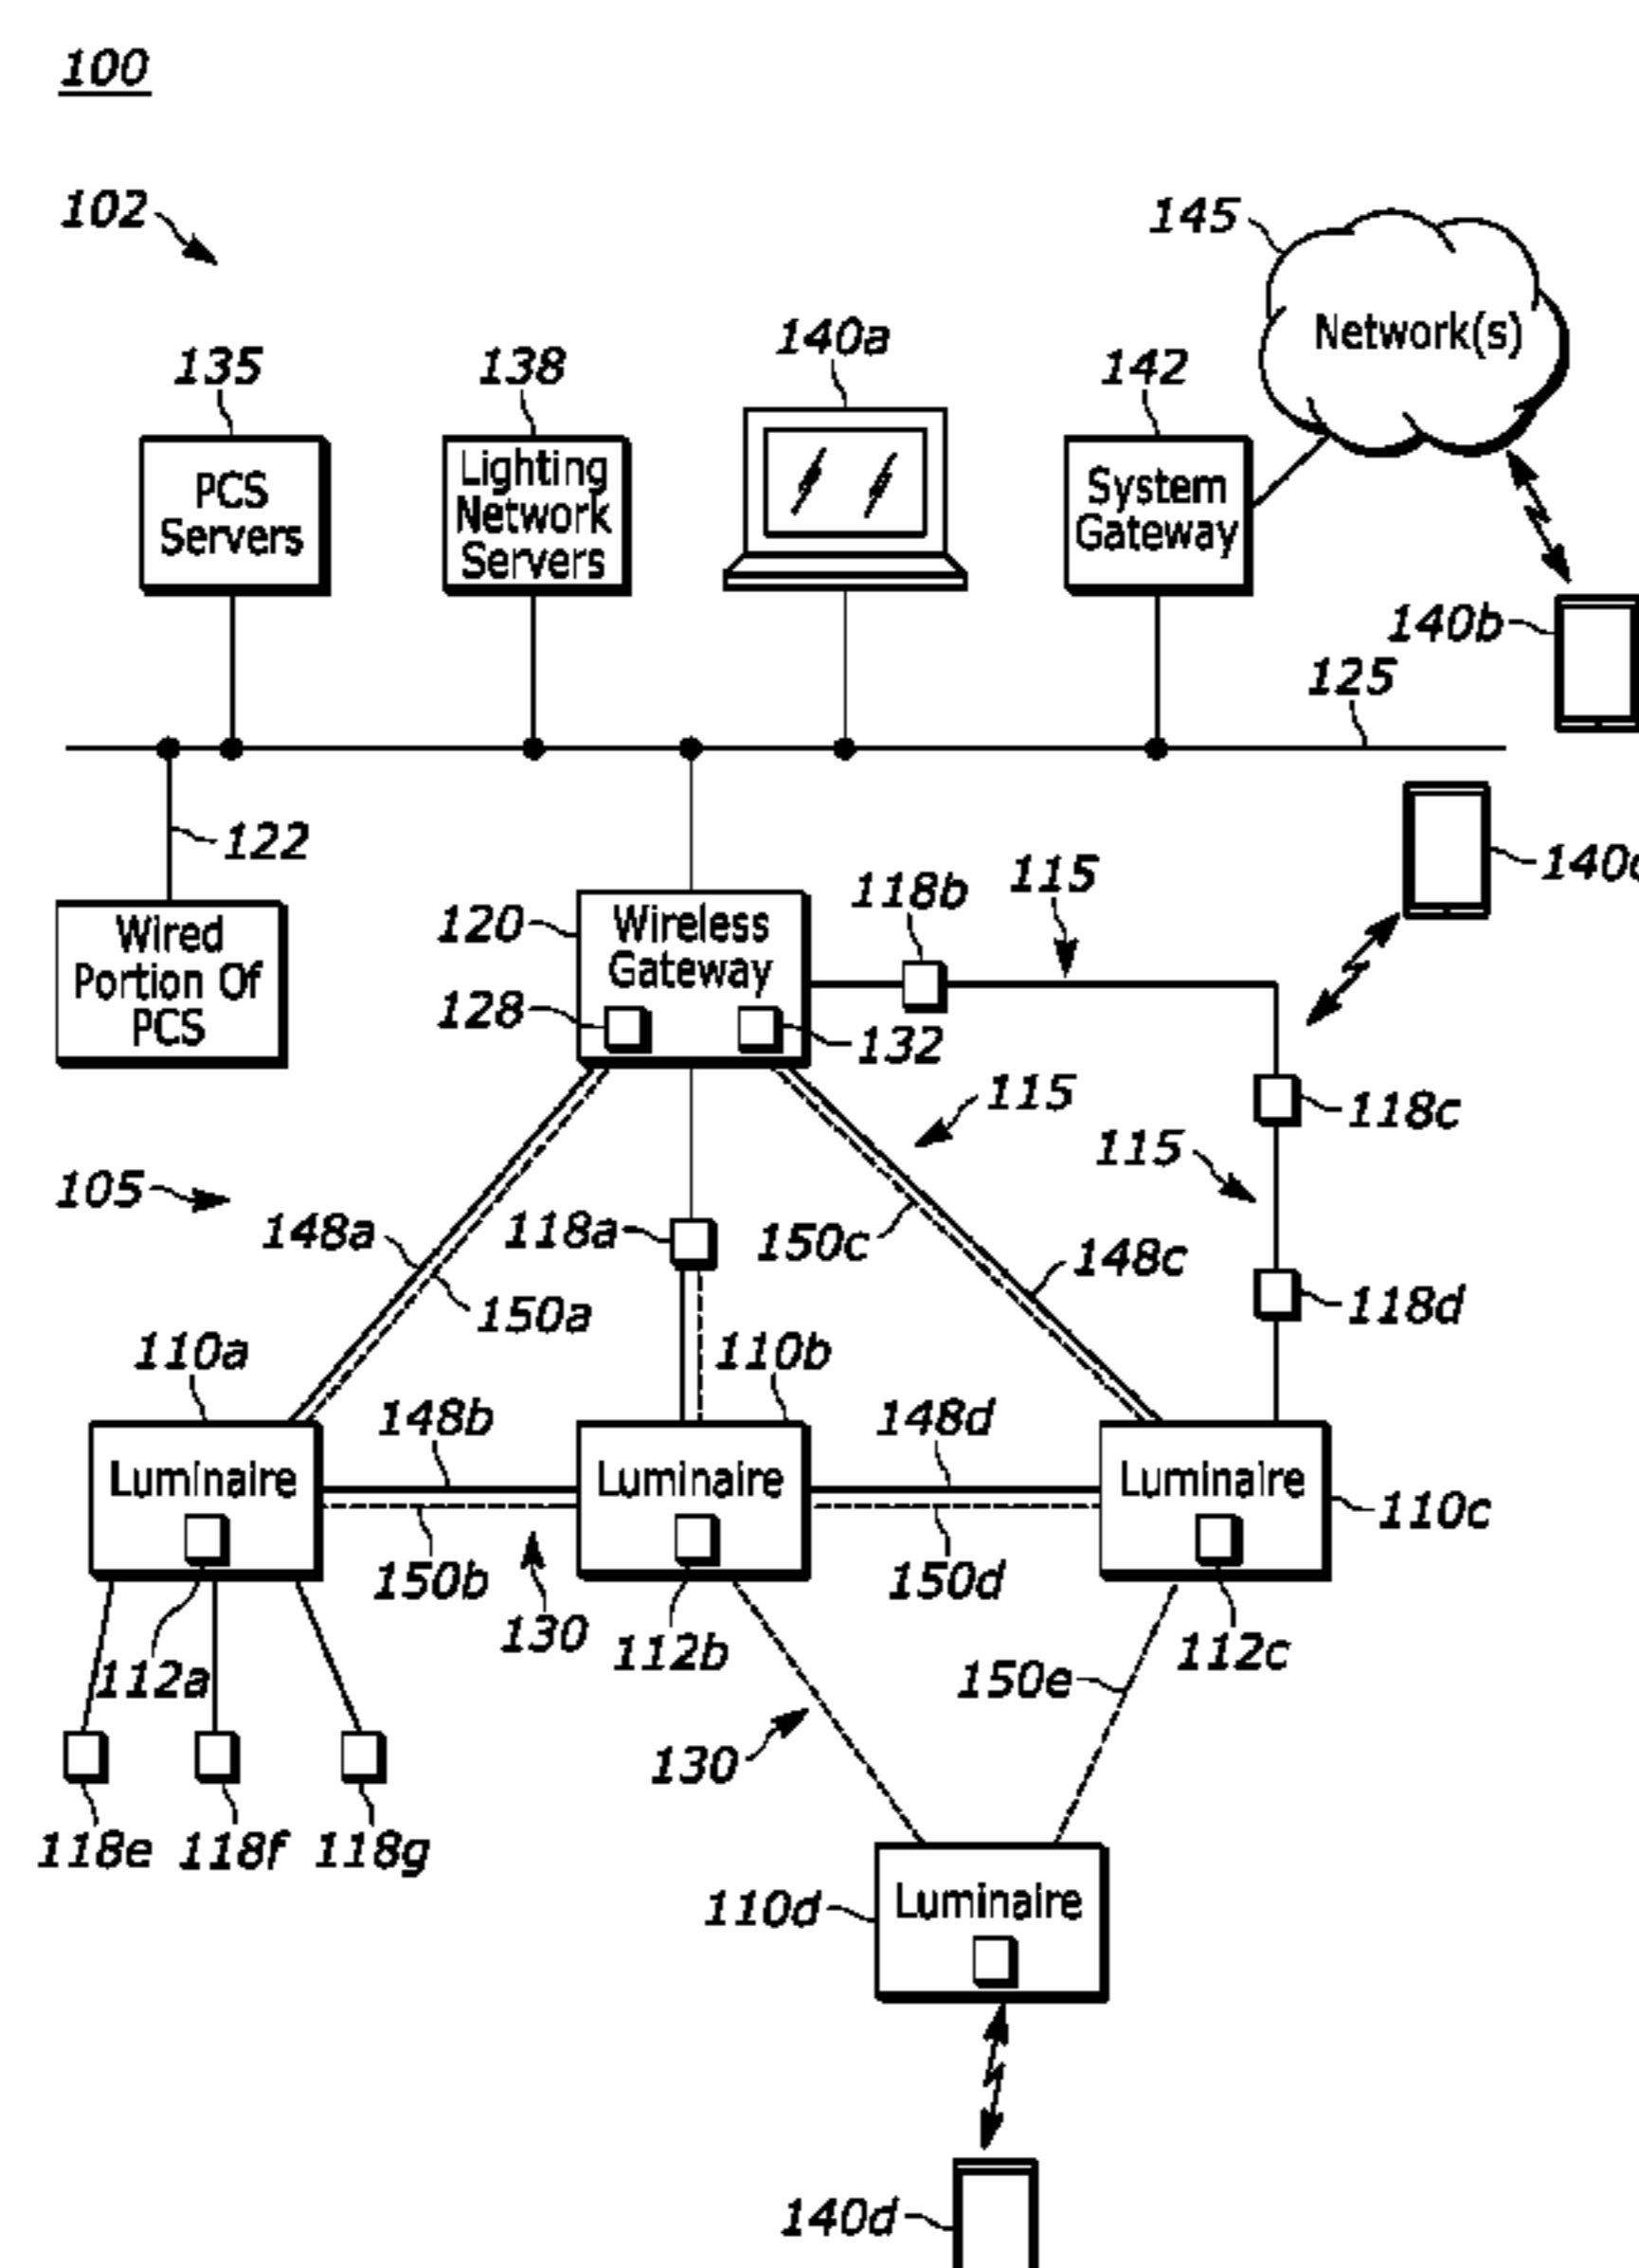 100
102
145
Network(s)
135
138
140a
142
PCS
Servers
Lighting
Network
Servers
System
Gateway
140b
125
122
140c
118b
115
120
Wireless
Gateway
Wired
Portion Of
PCS
128
132
115
118c
115
105
148a
118a
150c
148c
150a
118d
110a
110b
148b
148d
Luminaire
Luminaire
Luminaire
110c
150b
150d
130
112b
112c
112a
150e
130
118e
118f
118g
110d
Luminaire
140d